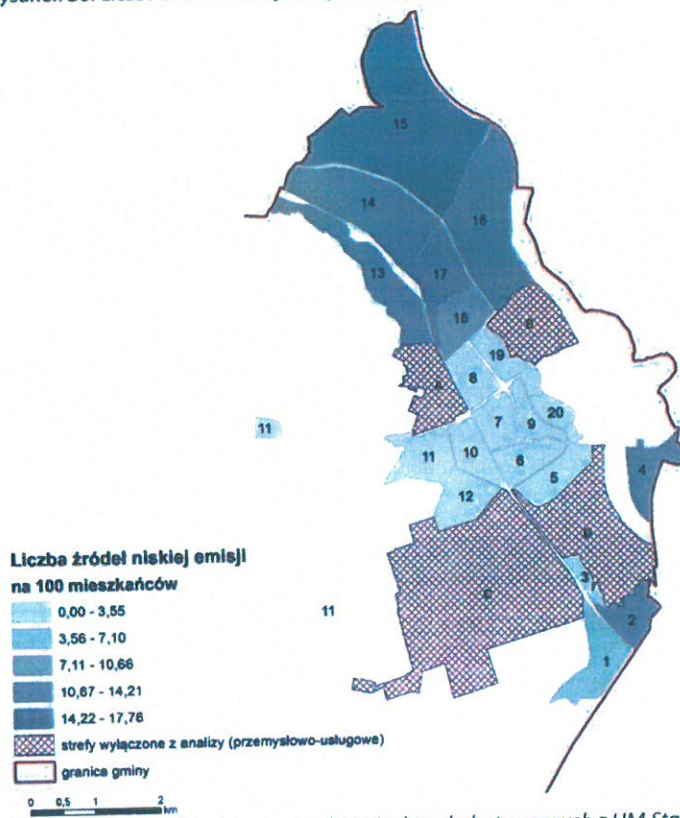 15
14
16
13
17
18
19
8
7
9
20
11
11
10
6
5
12
4
3
2
1
11
Liczba źródeł niskiej emisji
na 100 mieszkańców
0,00 - 3,55
3,56 - 7,10
7,11 - 10,66
10,67 - 14,21
14,22 - 17,76
strefy wyłączone z analizy (przemysłowo-usługowe)
granica gminy
0 0,5 1 2
km